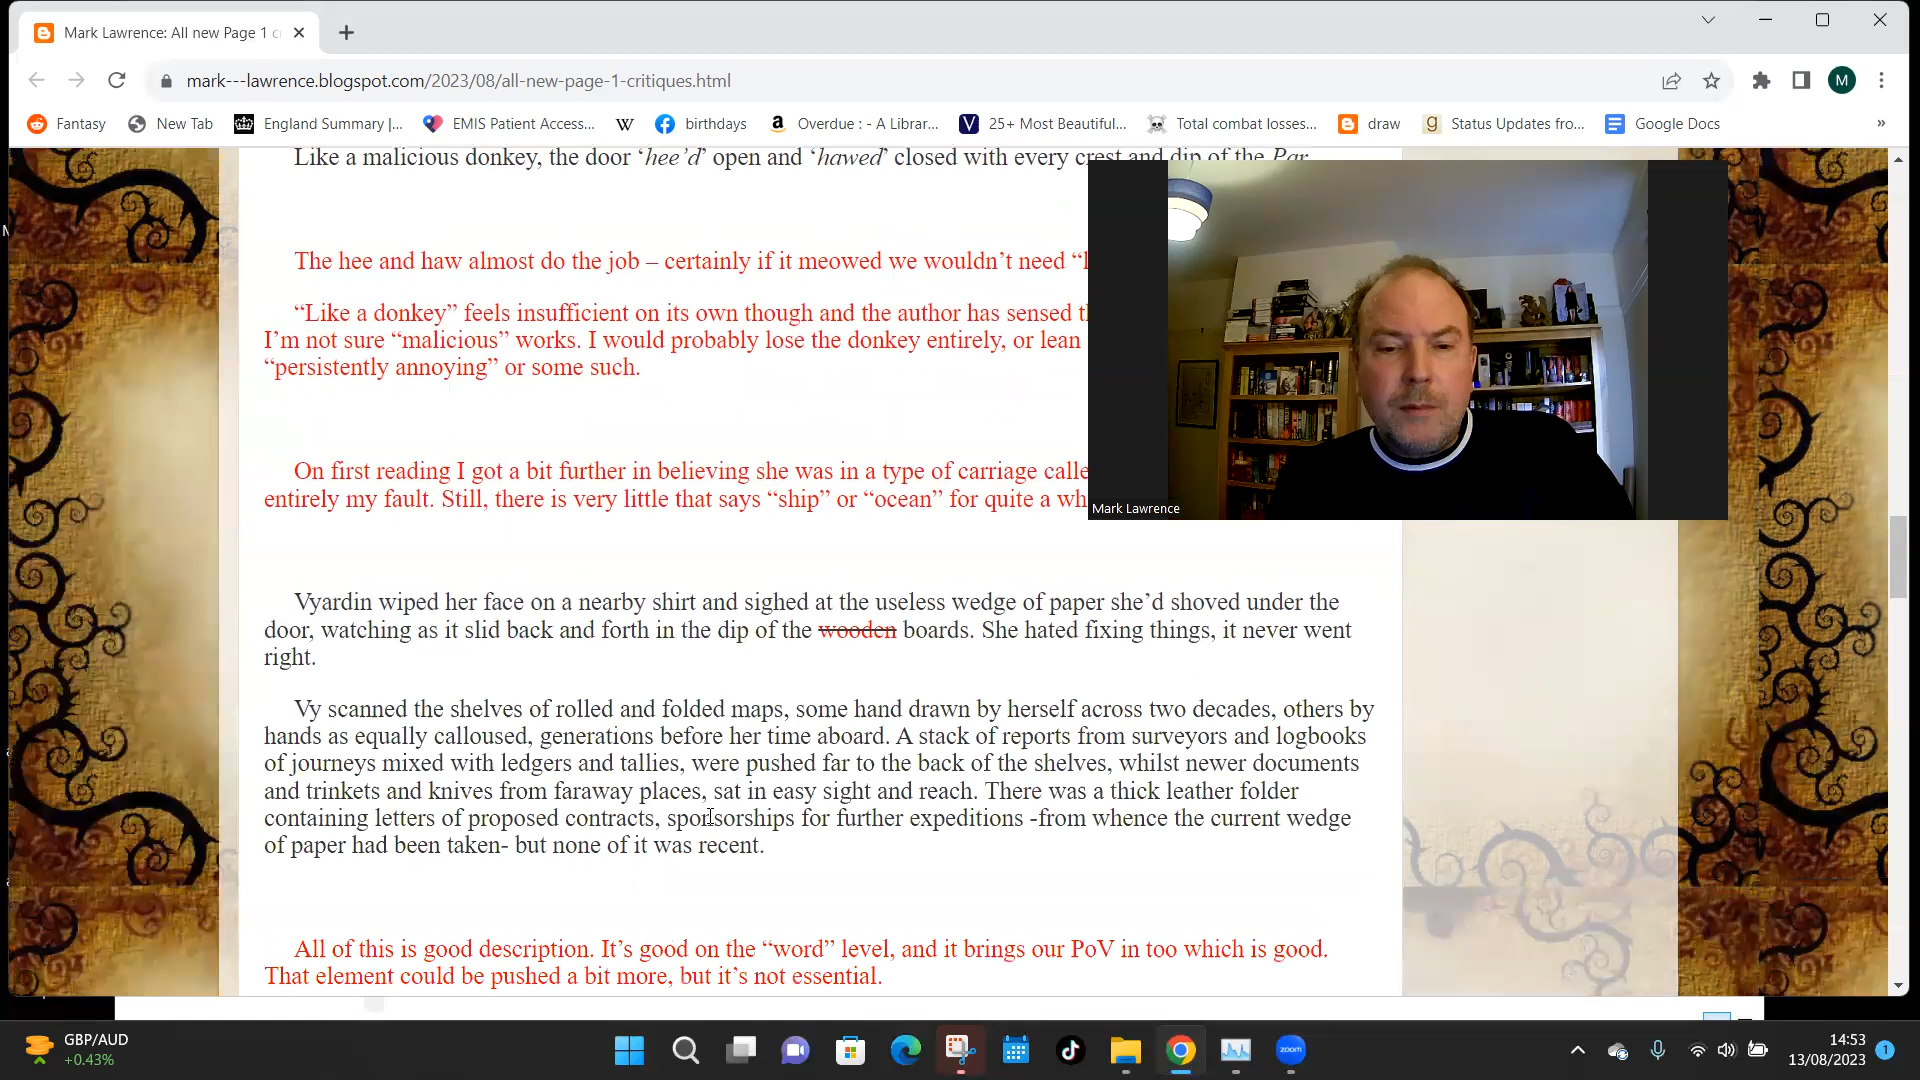 Mark Lawrence: All new Page 1 c
mark---lawrence.blogspot.com/2023/08/all-new-page-1-critiques.html
M
Fantasy New Tab England Summary |... EMIS Patient Access... W birthdays a Overdue : - A Librar... V 25+ Most Beautiful... Total combat losses... draw g Status Updates fro... Google Docs »
Like a malicious donkey, the door ‘hee’d’ open and ‘hawed’ closed with every crest and dip of the Par
The hee and haw almost do the job – certainly if it meowed we wouldn’t need “l
“Like a donkey” feels insufficient on its own though and the author has sensed th
I’m not sure “malicious” works. I would probably lose the donkey entirely, or lean
“persistently annoying” or some such.
On first reading I got a bit further in believing she was in a type of carriage calle
entirely my fault. Still, there is very little that says “ship” or “ocean” for quite a wh
Mark Lawrence
Vyardin wiped her face on a nearby shirt and sighed at the useless wedge of paper she’d shoved under the
door, watching as it slid back and forth in the dip of the wooden boards. She hated fixing things, it never went
right.
Vy scanned the shelves of rolled and folded maps, some hand drawn by herself across two decades, others by
hands as equally calloused, generations before her time aboard. A stack of reports from surveyors and logbooks
of journeys mixed with ledgers and tallies, were pushed far to the back of the shelves, whilst newer documents
and trinkets and knives from faraway places, sat in easy sight and reach. There was a thick leather folder
containing letters of proposed contracts, sponsorships for further expeditions -from whence the current wedge
of paper had been taken- but none of it was recent.
All of this is good description. It’s good on the “word” level, and it brings our PoV in too which is good.
That element could be pushed a bit more, but it’s not essential.
GBP/AUD
+0.43%
zoom
14:53
13/08/2023
1